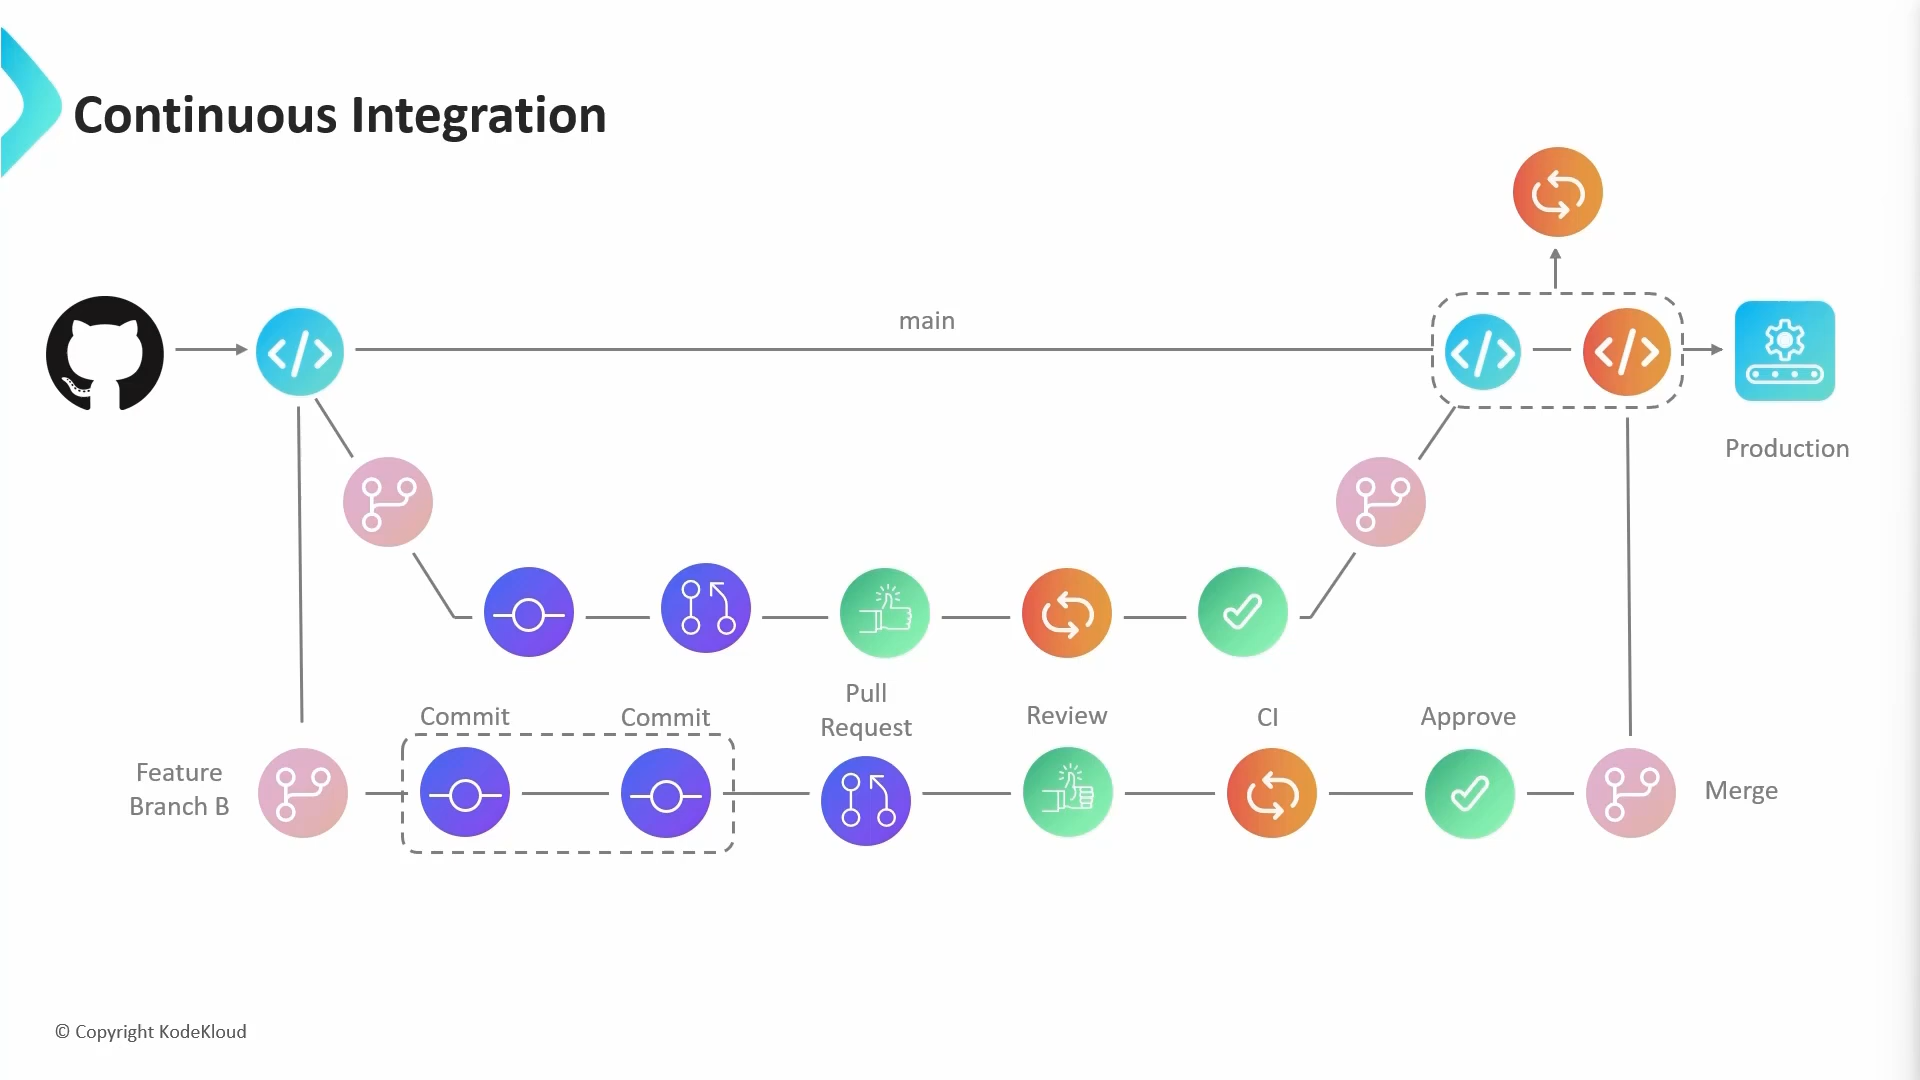 Continuous Integration
main
Production
Pull
Request
Commit
Commit
Review
CI
Approve
Feature
Branch B
Merge
© Copyright KodeKloud